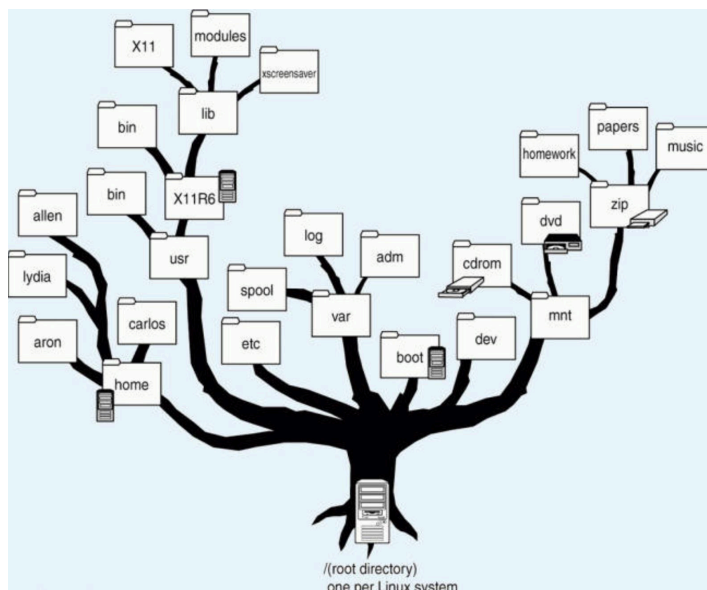 X11
modules
xscreensaver
lib
bin
papers
homework
music
bin
X11R6
zip
allen
dvd
log
adm
usr
lydia
cdrom
spool
var
mnt
carlos
aron
etc
boot
dev
home
/(root directory)
one per Linux system